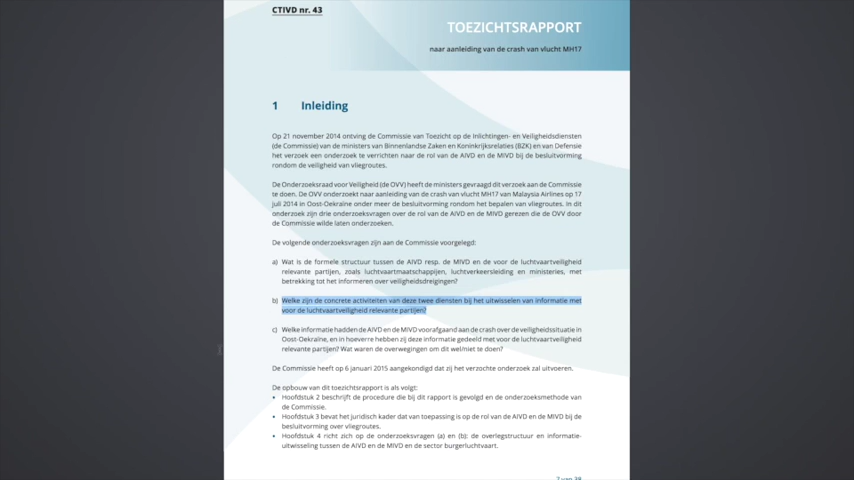 CTIVD nr. 43
TOEZICHTSRAPPORT
naar aanleiding van de crash van vlucht MH17
1 Inleiding
Op 21 november 2014 ontving de Commissie van Toezicht op de Inlichtingen- en Veiligheidsdiensten
(de Commissie) van de ministers van Binnenlandse Zaken en Koninkrijksrelaties (BZK) en van Defensie
het verzoek een onderzoek te verrichten naar de rol van de AIVD en de MIVD bij de besluitvorming
rondom de veiligheid van vliegroutes.
De Onderzoeksraad voor Veiligheid (de OVV) heeft de ministers gevraagd dit verzoek aan de Commissie
te doen. De OVV onderzoekt naar aanleiding van de crash van vlucht MH17 van Malaysia Airlines op 17
juli 2014 in Oost-Oekraïne onder meer de besluitvorming rondom het bepalen van vliegroutes. In dit
onderzoek zijn drie onderzoeksvragen over de rol van de AIVD en de MIVD gerezen die de OVV door
de Commissie wilde laten onderzoeken.
De volgende onderzoeksvragen zijn aan de Commissie voorgelegd:
a) Wat is de formele structuur tussen de AIVD resp. de MIVD en de voor de luchtvaartveiligheid
relevante partijen, zoals luchtvaartmaatschappijen, luchtverkeersleiding en ministeries, met
betrekking tot het informeren over veiligheidsdreigingen?
b) Welke zijn de concrete activiteiten van deze twee diensten bij het uitwisselen van informatie met
voor de luchtvaartveiligheid relevante partijen?
c) Welke informatie hadden de AIVD en de MIVD voorafgaand aan de crash over de veiligheidssituatie in
Oost-Oekraïne, en in hoeverre hebben zij deze informatie gedeeld met voor de luchtvaartveiligheid
relevante partijen? Wat waren de overwegingen om dit wel/niet te doen?
De Commissie heeft op 6 januari 2015 aangekondigd dat zij het verzochte onderzoek zal uitvoeren.
De opbouw van dit toezichtsrapport is als volgt:
• Hoofdstuk 2 beschrijft de procedure die bij dit rapport is gevolgd en de onderzoeksmethode van
de Commissie.
• Hoofdstuk 3 bevat het juridisch kader dat van toepassing is op de rol van de AIVD en de MIVD bij de
besluitvorming over vliegroutes.
• Hoofdstuk 4 richt zich op de onderzoeksvragen (a) en (b): de overlegstructuur en informatie-
uitwisseling tussen de AIVD en de MIVD en de sector burgerluchtvaart.
7 van 38